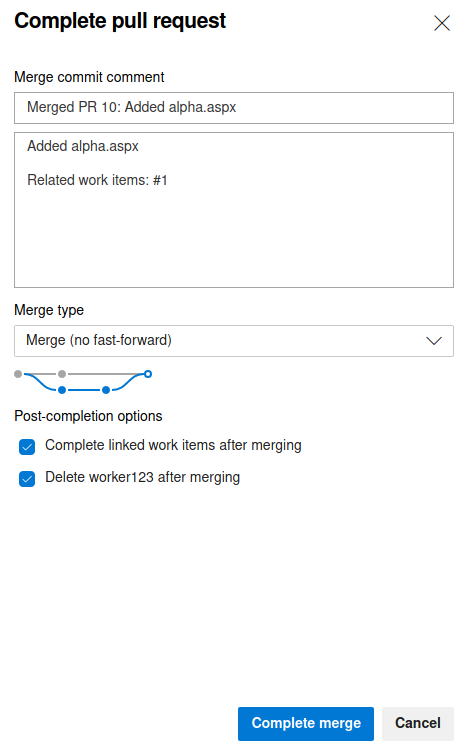 Complete pull request
Merge commit comment
Merged PR 10: Added alpha.aspx
Added alpha.aspx
Related work items: #1
Merge type
Merge (no fast-forward)
Post-completion options
Complete linked work items after merging
Delete worker123 after merging
Complete merge
Cancel